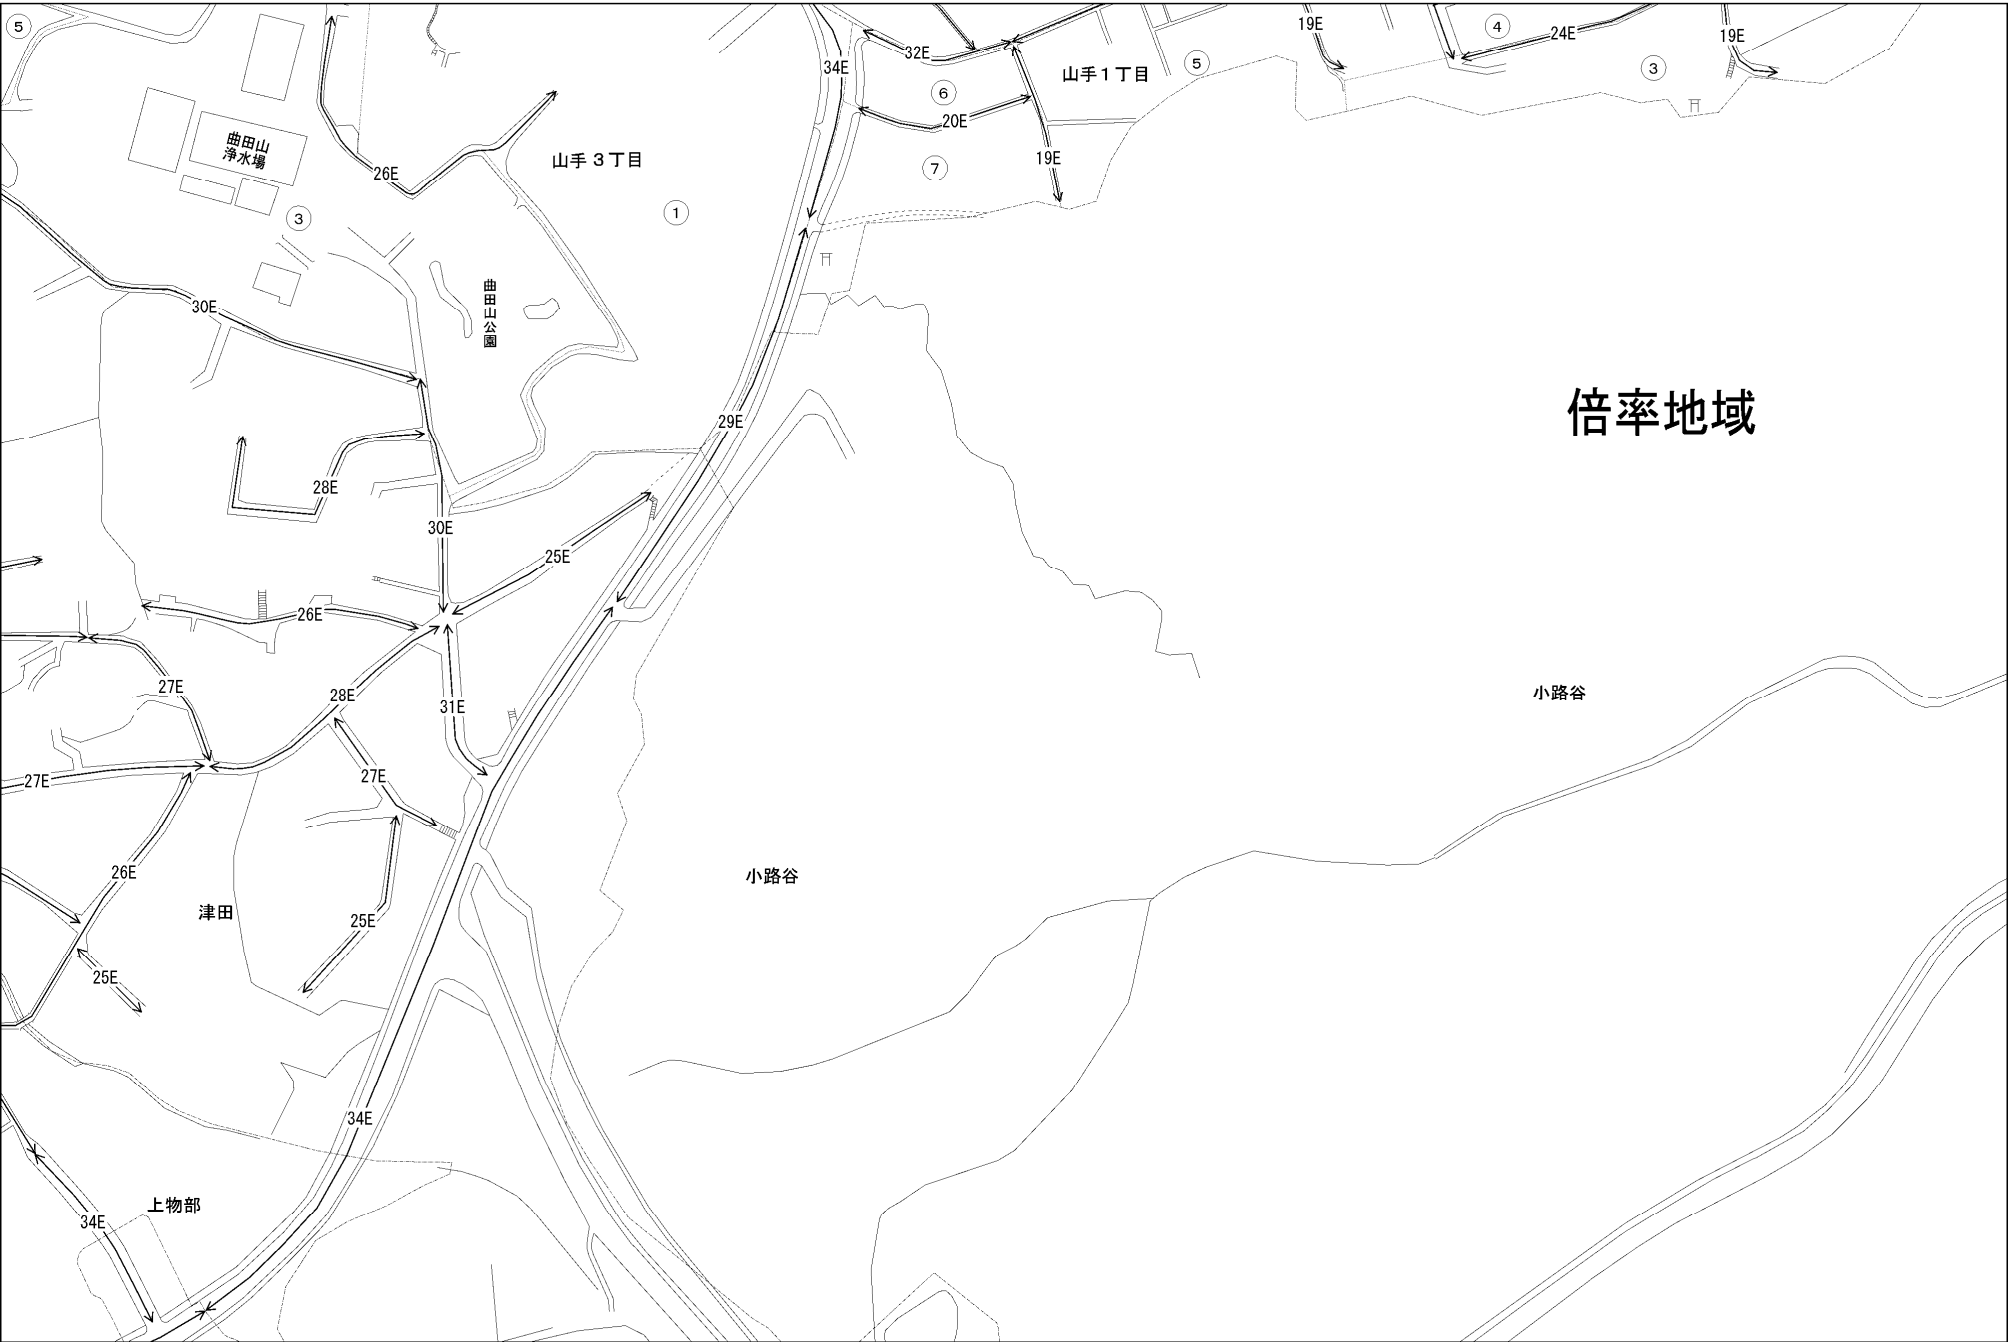 ⑤
19E
④
24E
19E
32E
34E
山手1丁目
⑤
③
⑥
20E
曲田山
浄水場
山手3丁目
19E
26E
⑦
③
①
曲田山公園
30E
倍率地域
29E
28E
30E
25E
26E
27E
28E
31E
小路谷
27E
27E
26E
小路谷
津田
25E
25E
34E
上物部
34E